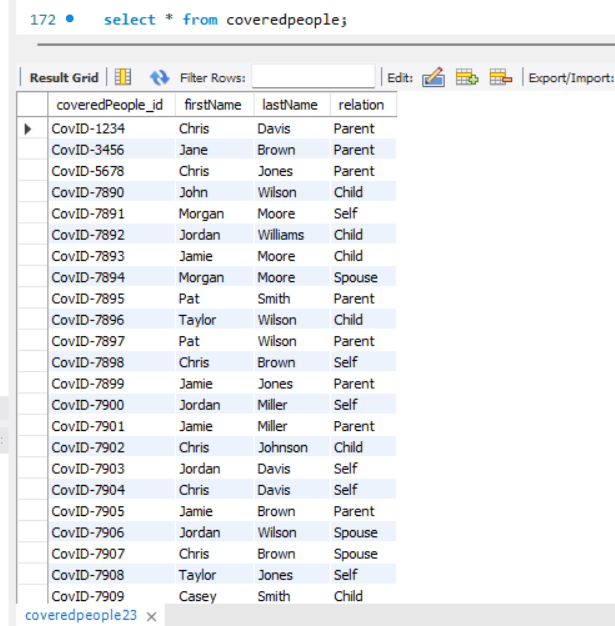 172 select * from coveredpeople;
Result Grid Filter Rows: Edit: Export/Import:
coveredPeople_id firstName lastName relation
CovID-1234 Chris Davis Parent
CovID-3456 Jane Brown Parent
CovID-5678 Chris Jones Parent
CovID-7890 John Wilson Child
CovID-7891 Morgan Moore Self
CovID-7892 Jordan Williams Child
CovID-7893 Jamie Moore Child
CovID-7894 Morgan Moore Spouse
CovID-7895 Pat Smith Parent
CovID-7896 Taylor Wilson Child
CovID-7897 Pat Wilson Parent
CovID-7898 Chris Brown Self
CovID-7899 Jamie Jones Parent
CovID-7900 Jordan Miller Self
CovID-7901 Jamie Miller Parent
CovID-7902 Chris Johnson Child
CovID-7903 Jordan Davis Self
CovID-7904 Chris Davis Self
CovID-7905 Jamie Brown Parent
CovID-7906 Jordan Wilson Spouse
CovID-7907 Chris Brown Spouse
CovID-7908 Taylor Jones Self
CovID-7909 Casey Smith Child
coveredpeople23